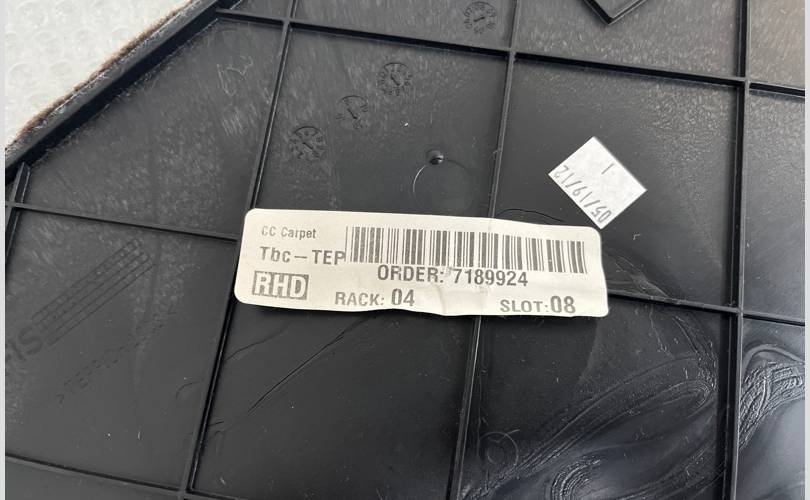 CC Carpet
Tbc-TEP
ORDER: 7189924
RHD
RACK: 04
SLOT:08
1
05/19/12